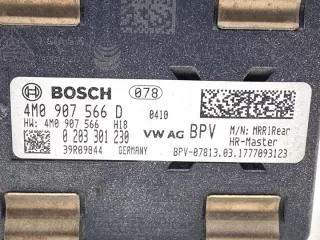 BOSCH 078
4M0 907 566 D 0410
HW: 4M0 907 566 H18
0 203 301 230 VW AG BPV M/N: MRR1Rear
HR-Master
39R09844 GERMANY BPV-07813.03.1777093123